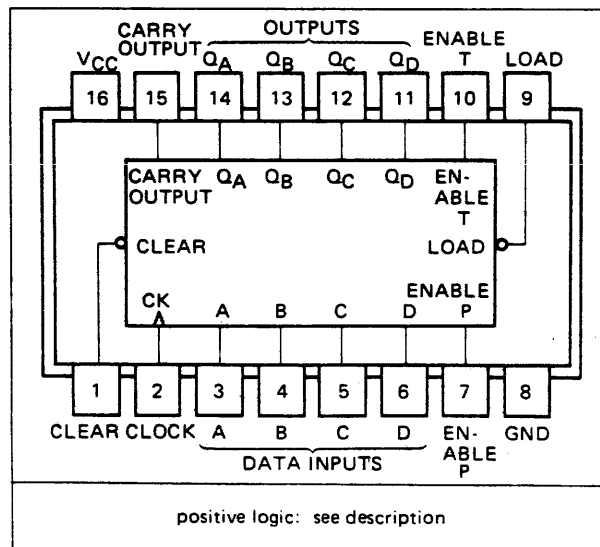 CARRY OUTPUTS ENABLE
VCC OUTPUT QA QB QC QD T LOAD
16 15 14 13 12 11 10 9
CARRY QA QB QC QD EN-
OUTPUT ABLE
T
CLEAR LOAD
CK ENABLE
A B C D P
1 2 3 4 5 6 7 8
CLEAR CLOCK A B C D EN- GND
DATA INPUTS ABLE
P
positive logic: see description